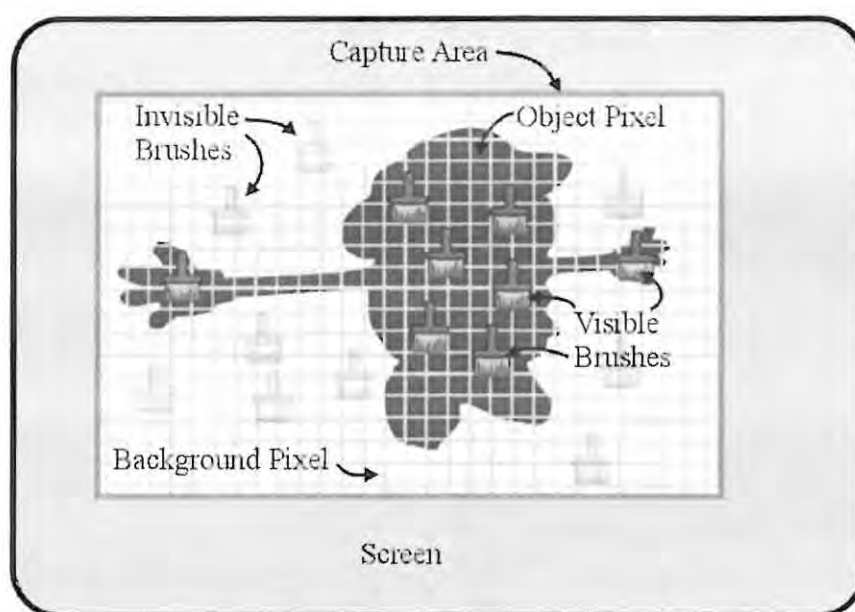 Capture Area
Invisible
Brushes
Object Pixel
Visible
Brushes
Background Pixel
Screen